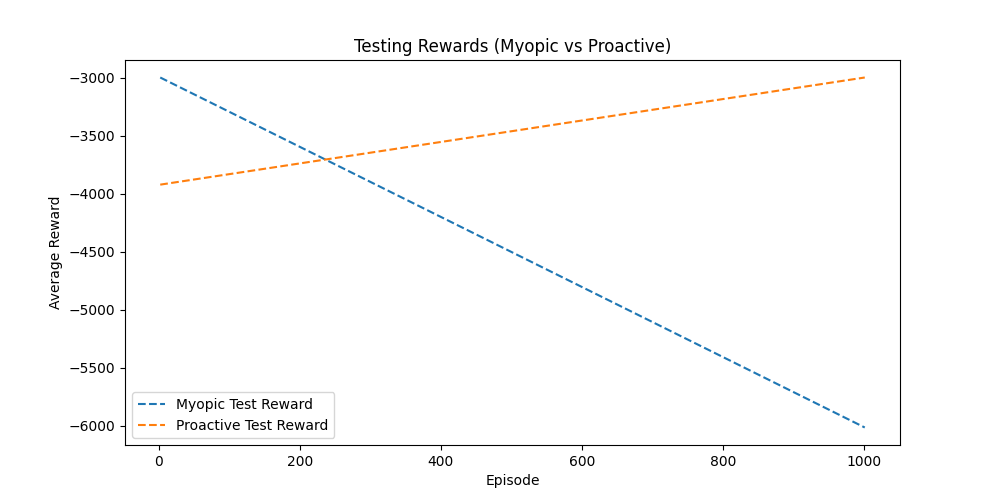 Testing Rewards (Myopic vs Proactive)
Average Reward
−3000
−3500
−4000
−4500
−5000
−5500
−6000
Myopic Test Reward
Proactive Test Reward
0 200 400 600 800 1000
Episode